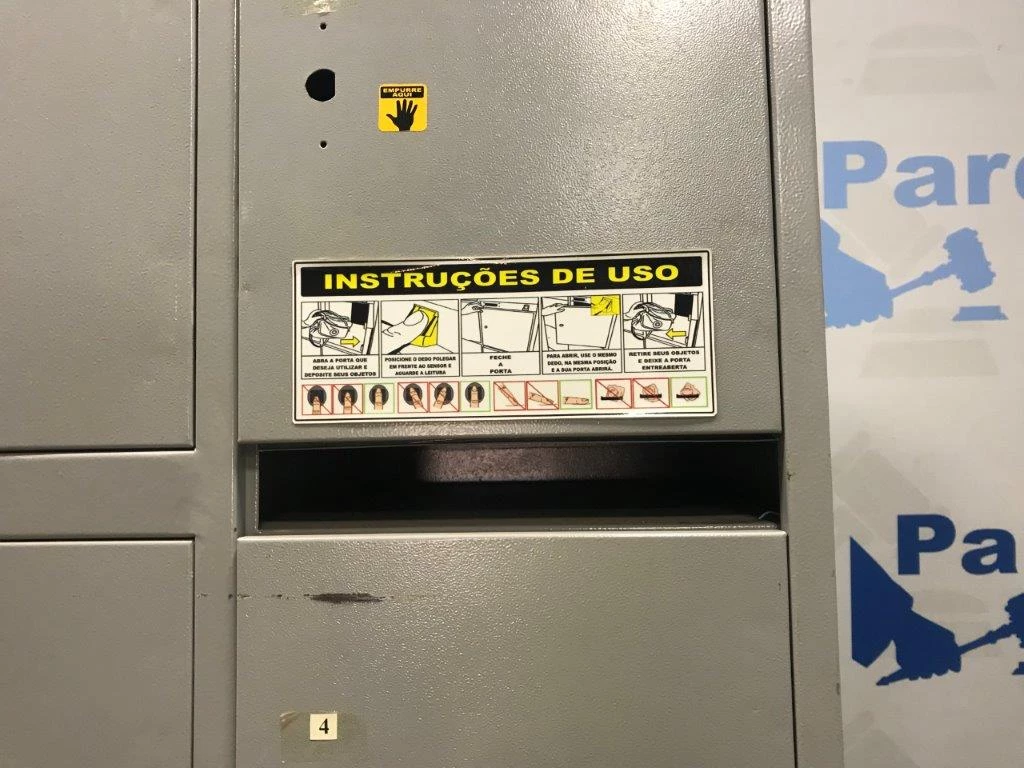 EMPURRE
AQUI
INSTRUÇÕES DE USO
ABRA A PORTA QUE
DESEJA UTILIZAR E
DEPOSITE SEUS OBJETOS
POSICIONE O DEDO POLEGAR
EM FRENTE AO SENSOR E
AGUARDE A LEITURA
FECHE
A
PORTA
PARA ABRIR, USE O MESMO
DEDO, NA MESMA POSIÇÃO
E A SUA PORTA ABRIRÁ.
RETIRE SEUS OBJETOS
E DEIXE A PORTA
ENTREABERTA
Parq
Pa
4